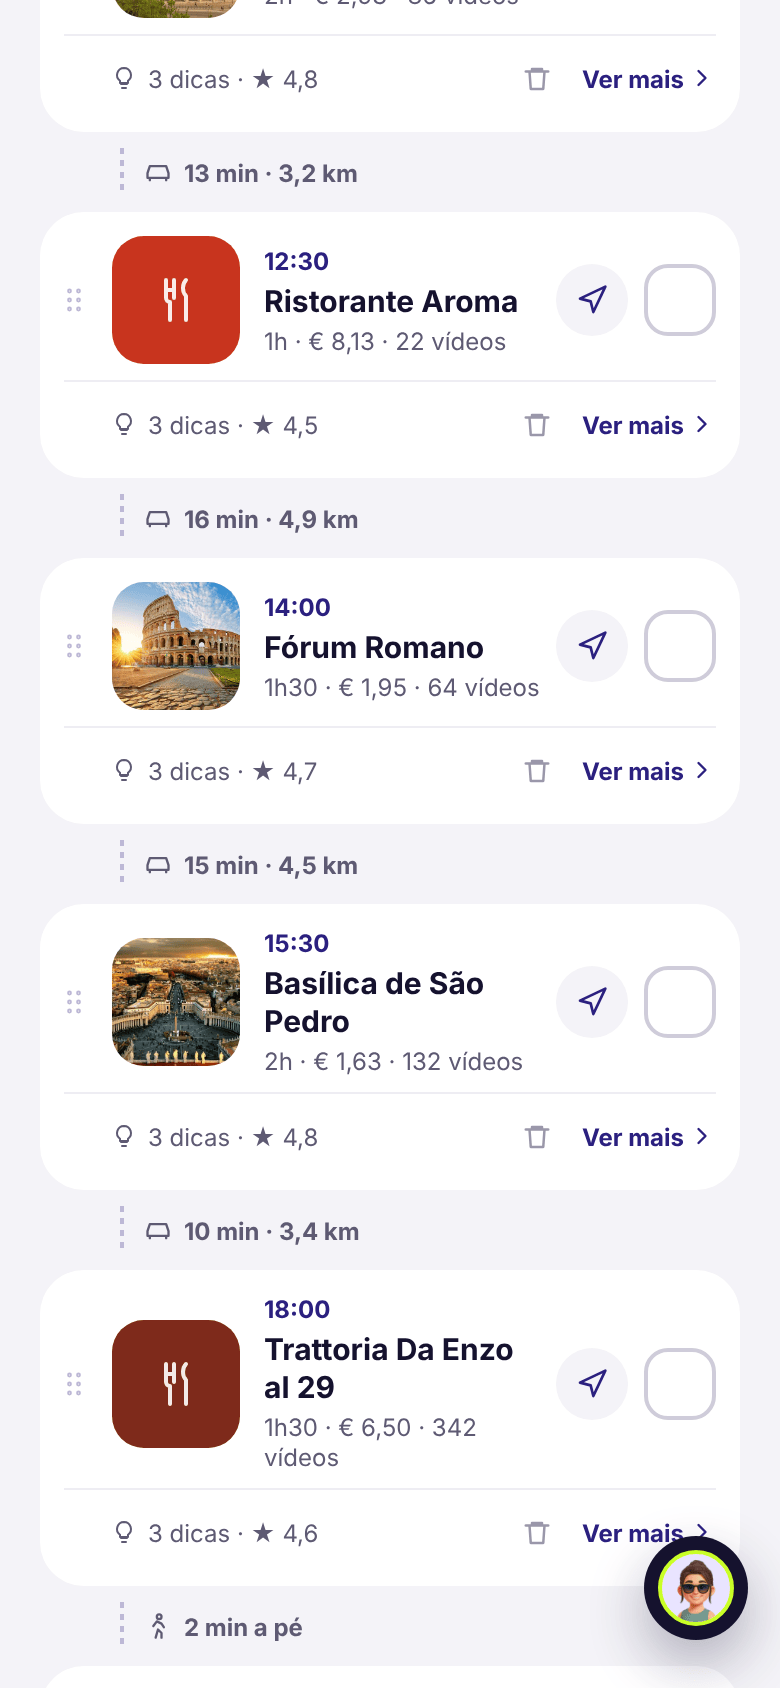 3 dicas · ★ 4,8
Ver mais
13 min · 3,2 km
12:30
Ristorante Aroma
1h · € 8,13 · 22 vídeos
3 dicas · ★ 4,5
Ver mais
16 min · 4,9 km
14:00
Fórum Romano
1h30 · € 1,95 · 64 vídeos
3 dicas · ★ 4,7
Ver mais
15 min · 4,5 km
15:30
Basílica de São
Pedro
2h · € 1,63 · 132 vídeos
3 dicas · ★ 4,8
Ver mais
10 min · 3,4 km
18:00
Trattoria Da Enzo
al 29
1h30 · € 6,50 · 342
vídeos
3 dicas · ★ 4,6
Ver mais
2 min a pé